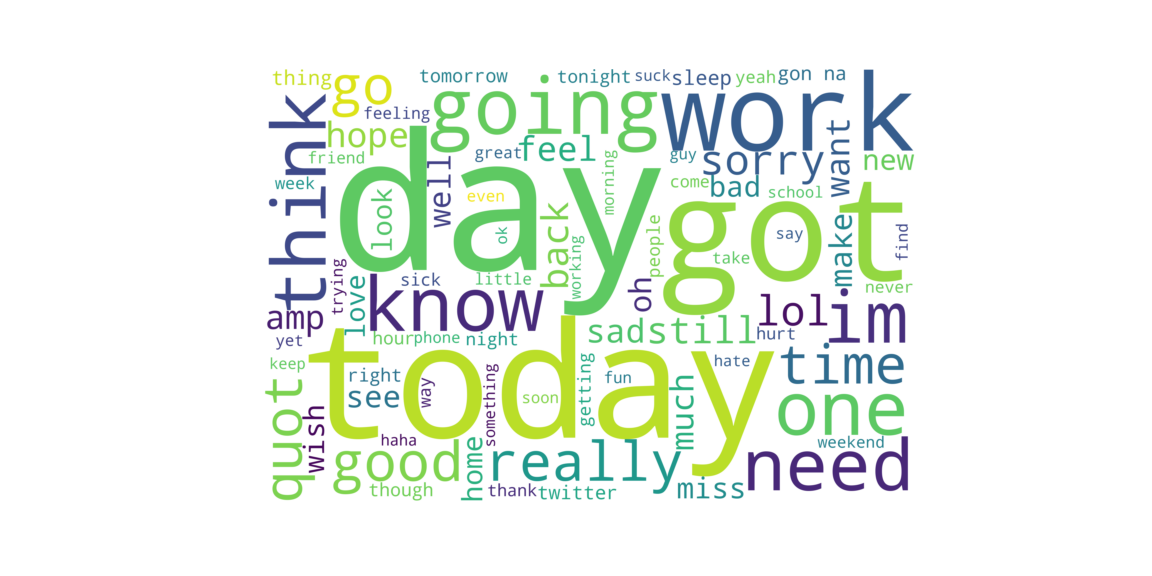 thing
go
tomorrow
tonight
suck
sleep
yeah
gon na
going
work
think
feeling
hope
friend
week
day
look
well
great
feel
even
ok
morning
back
working
guy
sorry
come
bad
school
want
new
got
say
people
take
make
find
never
trying
sick
little
love
know
oh
amp
yet
lol
im
sad
still
hurt
hour
phone
night
today
keep
right
see
way
something
soon
getting
fun
hate
much
time
one
weekend
quot
wish
haha
good
home
really
need
though
thank
twitter
miss